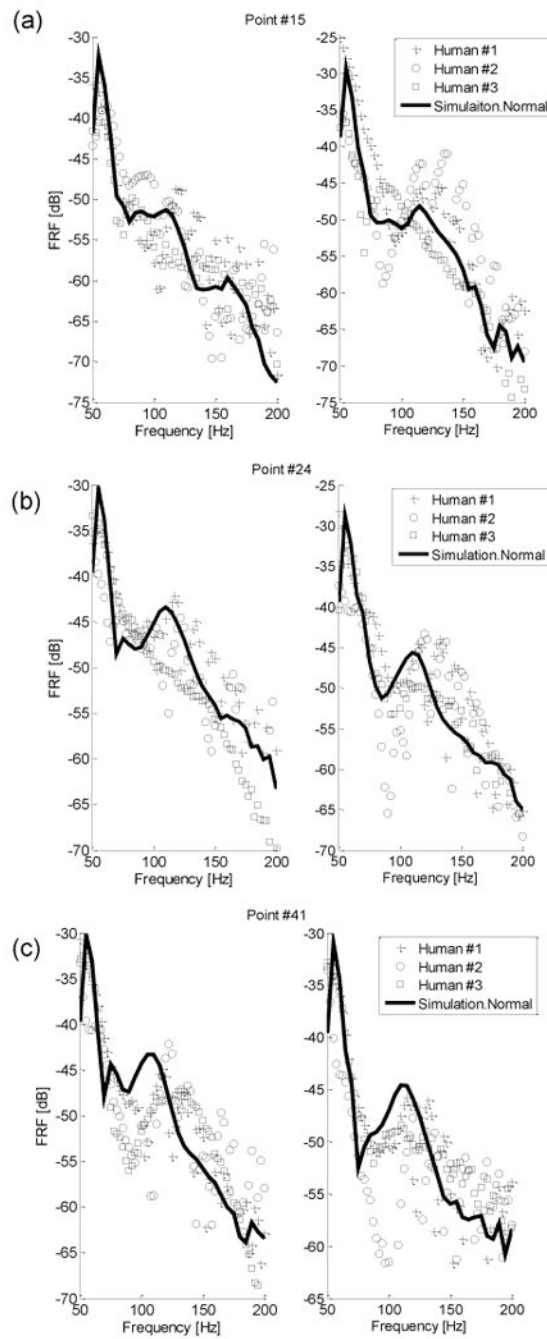 (a)
Point #15
-30
-35
-40
-45
-50
-55
-60
-65
-70
-75
50 100 150 200
FRF [dB]
Frequency [Hz]
-25
-30
-35
-40
-45
-50
-55
-60
-65
-70
-75
50 100 150 200
Frequency [Hz]
Human #1
Human #2
Human #3
Simulaiton.Normal
(b)
Point #24
-30
-35
-40
-45
-50
-55
-60
-65
-70
50 100 150 200
FRF [dB]
Frequency [Hz]
-25
-30
-35
-40
-45
-50
-55
-60
-65
-70
50 100 150 200
Frequency [Hz]
Human #1
Human #2
Human #3
Simulation.Normal
(c)
Point #41
-30
-35
-40
-45
-50
-55
-60
-65
-70
50 100 150 200
FRF [dB]
Frequency [Hz]
-30
-35
-40
-45
-50
-55
-60
-65
50 100 150 200
Frequency [Hz]
Human #1
Human #2
Human #3
Simulation.Normal